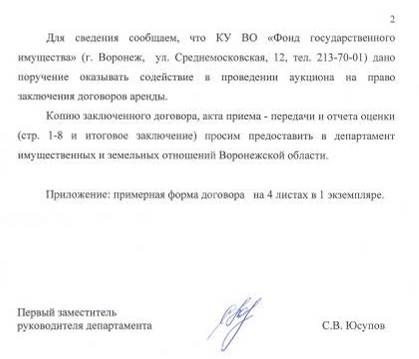 2
Для сведения сообщаем, что КУ ВО «Фонд государственного
имущества» (г. Воронеж, ул. Среднемосковская, 12, тел. 213-70-01) дано
поручение оказывать содействие в проведении аукциона на право
заключения договоров аренды.
Копию заключенного договора, акта приема - передачи и отчета оценки
(стр. 1-8 и итоговое заключение) просим предоставить в департамент
имущественных и земельных отношений Воронежской области.
Приложение: примерная форма договора на 4 листах в 1 экземпляре.
Первый заместитель
руководителя департамента С.В. Юсупов